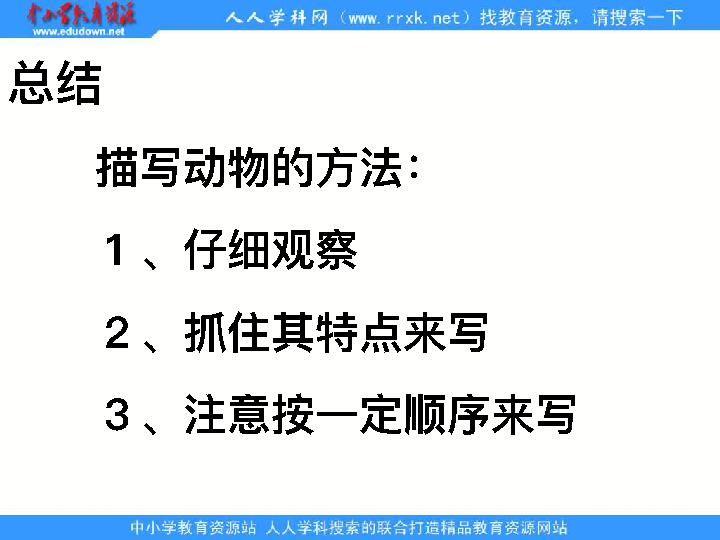 中小学教育资源
www.edudown.net
人人学科网（www.rrxk.net）找教育资源，请搜索一下
总结
描写动物的方法：
1、仔细观察
2、抓住其特点来写
3、注意按一定顺序来写
中小学教育资源站 人人学科搜索的联合打造精品教育资源网站